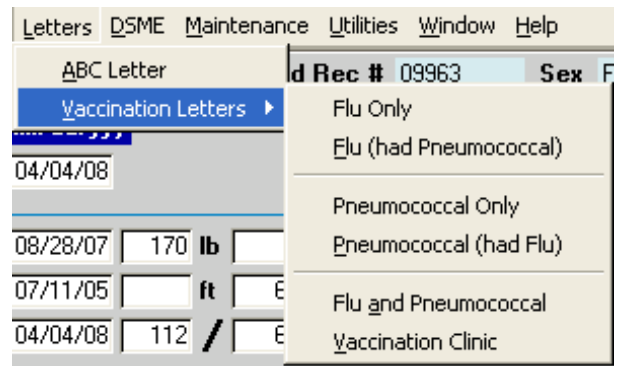 Letters DSME Maintenance Utilities Window Help
ABC Letter
d Rec # 09963 Sex F
Vaccination Letters
Flu Only
Flu (had Pneumococcal)
04/04/08
Pneumococcal Only
08/28/07 170 lb
Pneumococcal (had Flu)
07/11/05 ft 6
Flu and Pneumococcal
04/04/08 112 / 6
Vaccination Clinic